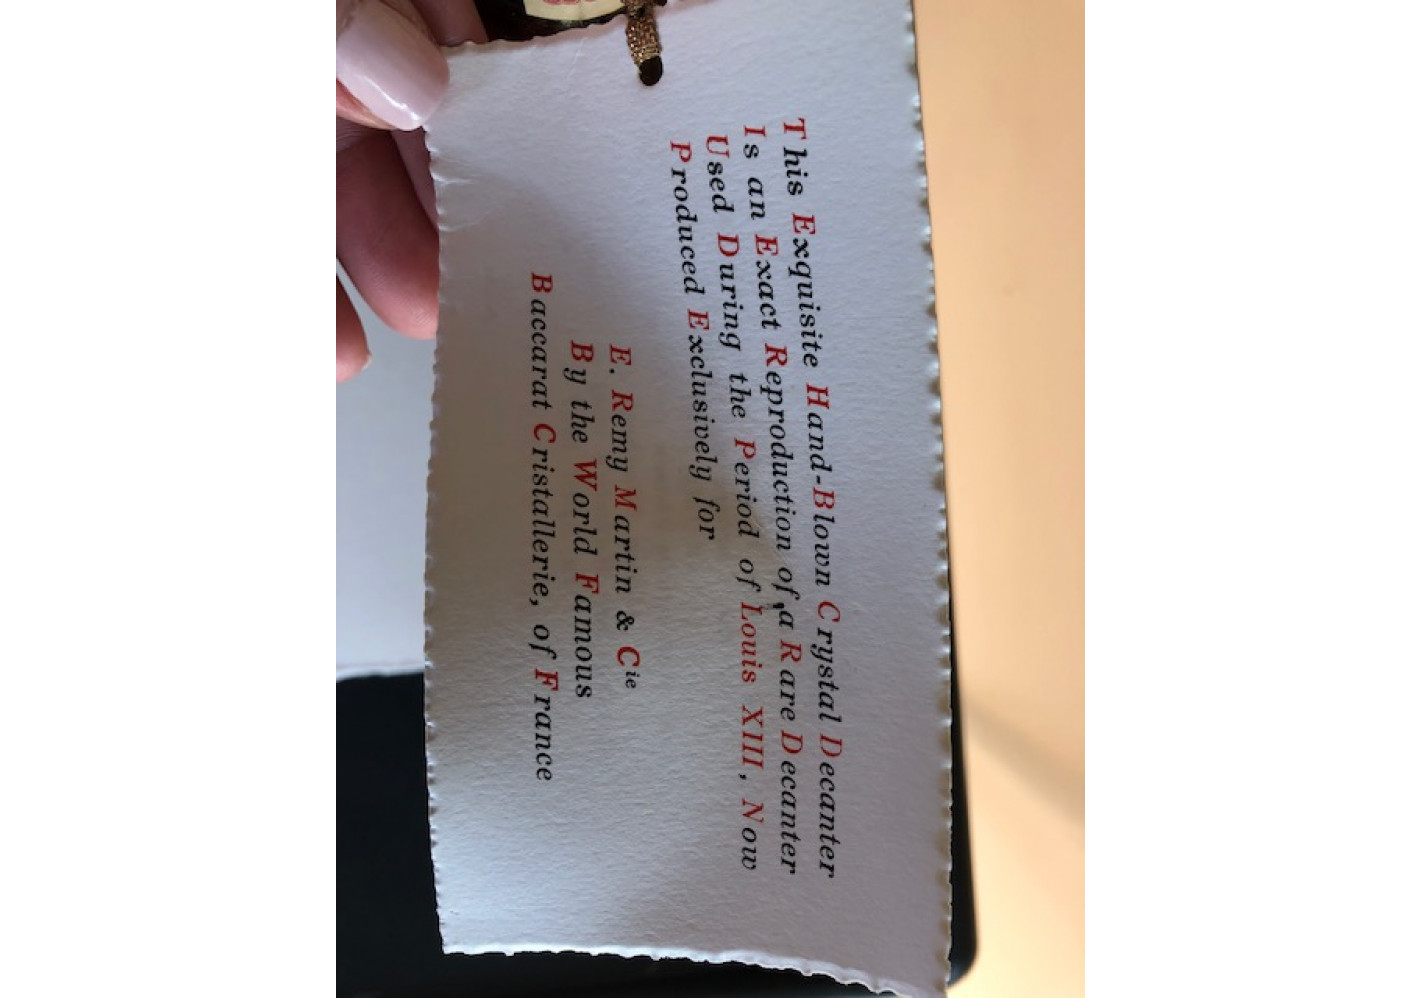 This Exquisite Hand-Blown Crystal Decanter
Is an Exact Reproduction of a Rare Decanter
Used During the Period of Louis XIII, Now
Produced Exclusively for
E. Remy Martin & Cie
By the World Famous
Baccarat Cristallerie, of France